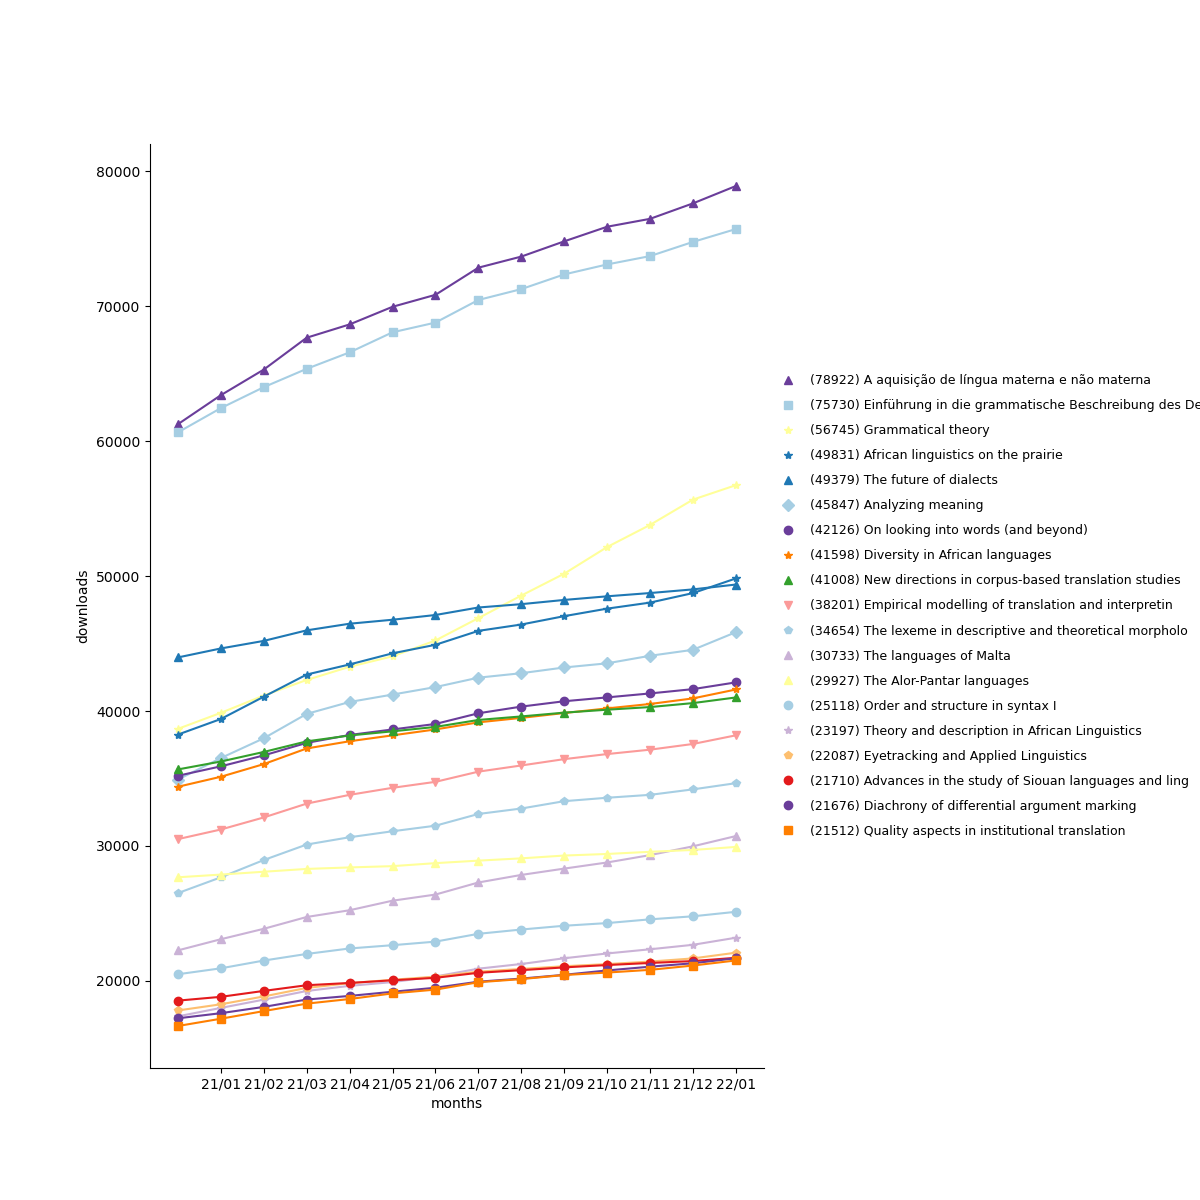 80000
70000
60000
50000
40000
30000
20000
downloads
21/01 21/02 21/03 21/04 21/05 21/06 21/07 21/08 21/09 21/10 21/11 21/12 22/01
months
(78922) A aquisição de língua materna e não materna
(75730) Einführung in die grammatische Beschreibung des De
(56745) Grammatical theory
(49831) African linguistics on the prairie
(49379) The future of dialects
(45847) Analyzing meaning
(42126) On looking into words (and beyond)
(41598) Diversity in African languages
(41008) New directions in corpus-based translation studies
(38201) Empirical modelling of translation and interpretin
(34654) The lexeme in descriptive and theoretical morpholo
(30733) The languages of Malta
(29927) The Alor-Pantar languages
(25118) Order and structure in syntax I
(23197) Theory and description in African Linguistics
(22087) Eyetracking and Applied Linguistics
(21710) Advances in the study of Siouan languages and ling
(21676) Diachrony of differential argument marking
(21512) Quality aspects in institutional translation